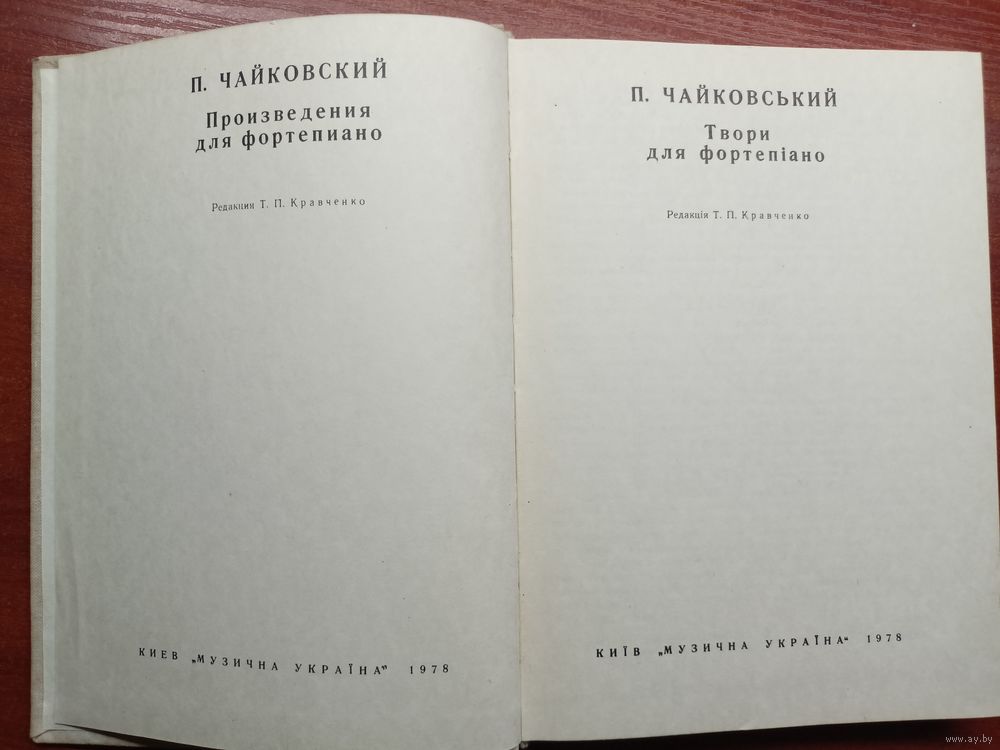 П. ЧАЙКОВСКИЙ
Произведения
для фортепиано
Редакция Т. П. Кравченко
КИЕВ „МУЗИЧНА УКРАЇНА“ 1978
П. ЧАЙКОВСЬКИЙ
Твори
для фортепіано
Редакція Т. П. Кравченко
КИЇВ „МУЗИЧНА УКРАЇНА“ 1978
www.ay.by